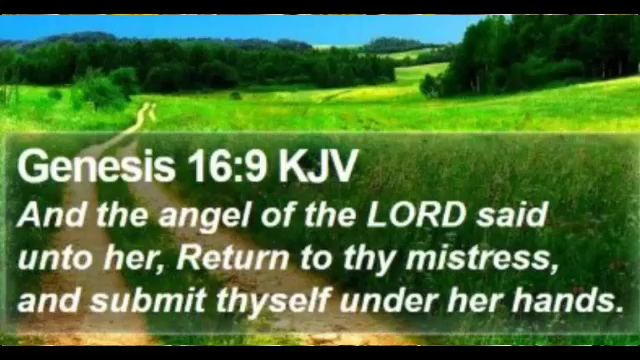 Genesis 16:9 KJV
And the angel of the LORD said
unto her, Return to thy mistress,
and submit thyself under her hands.